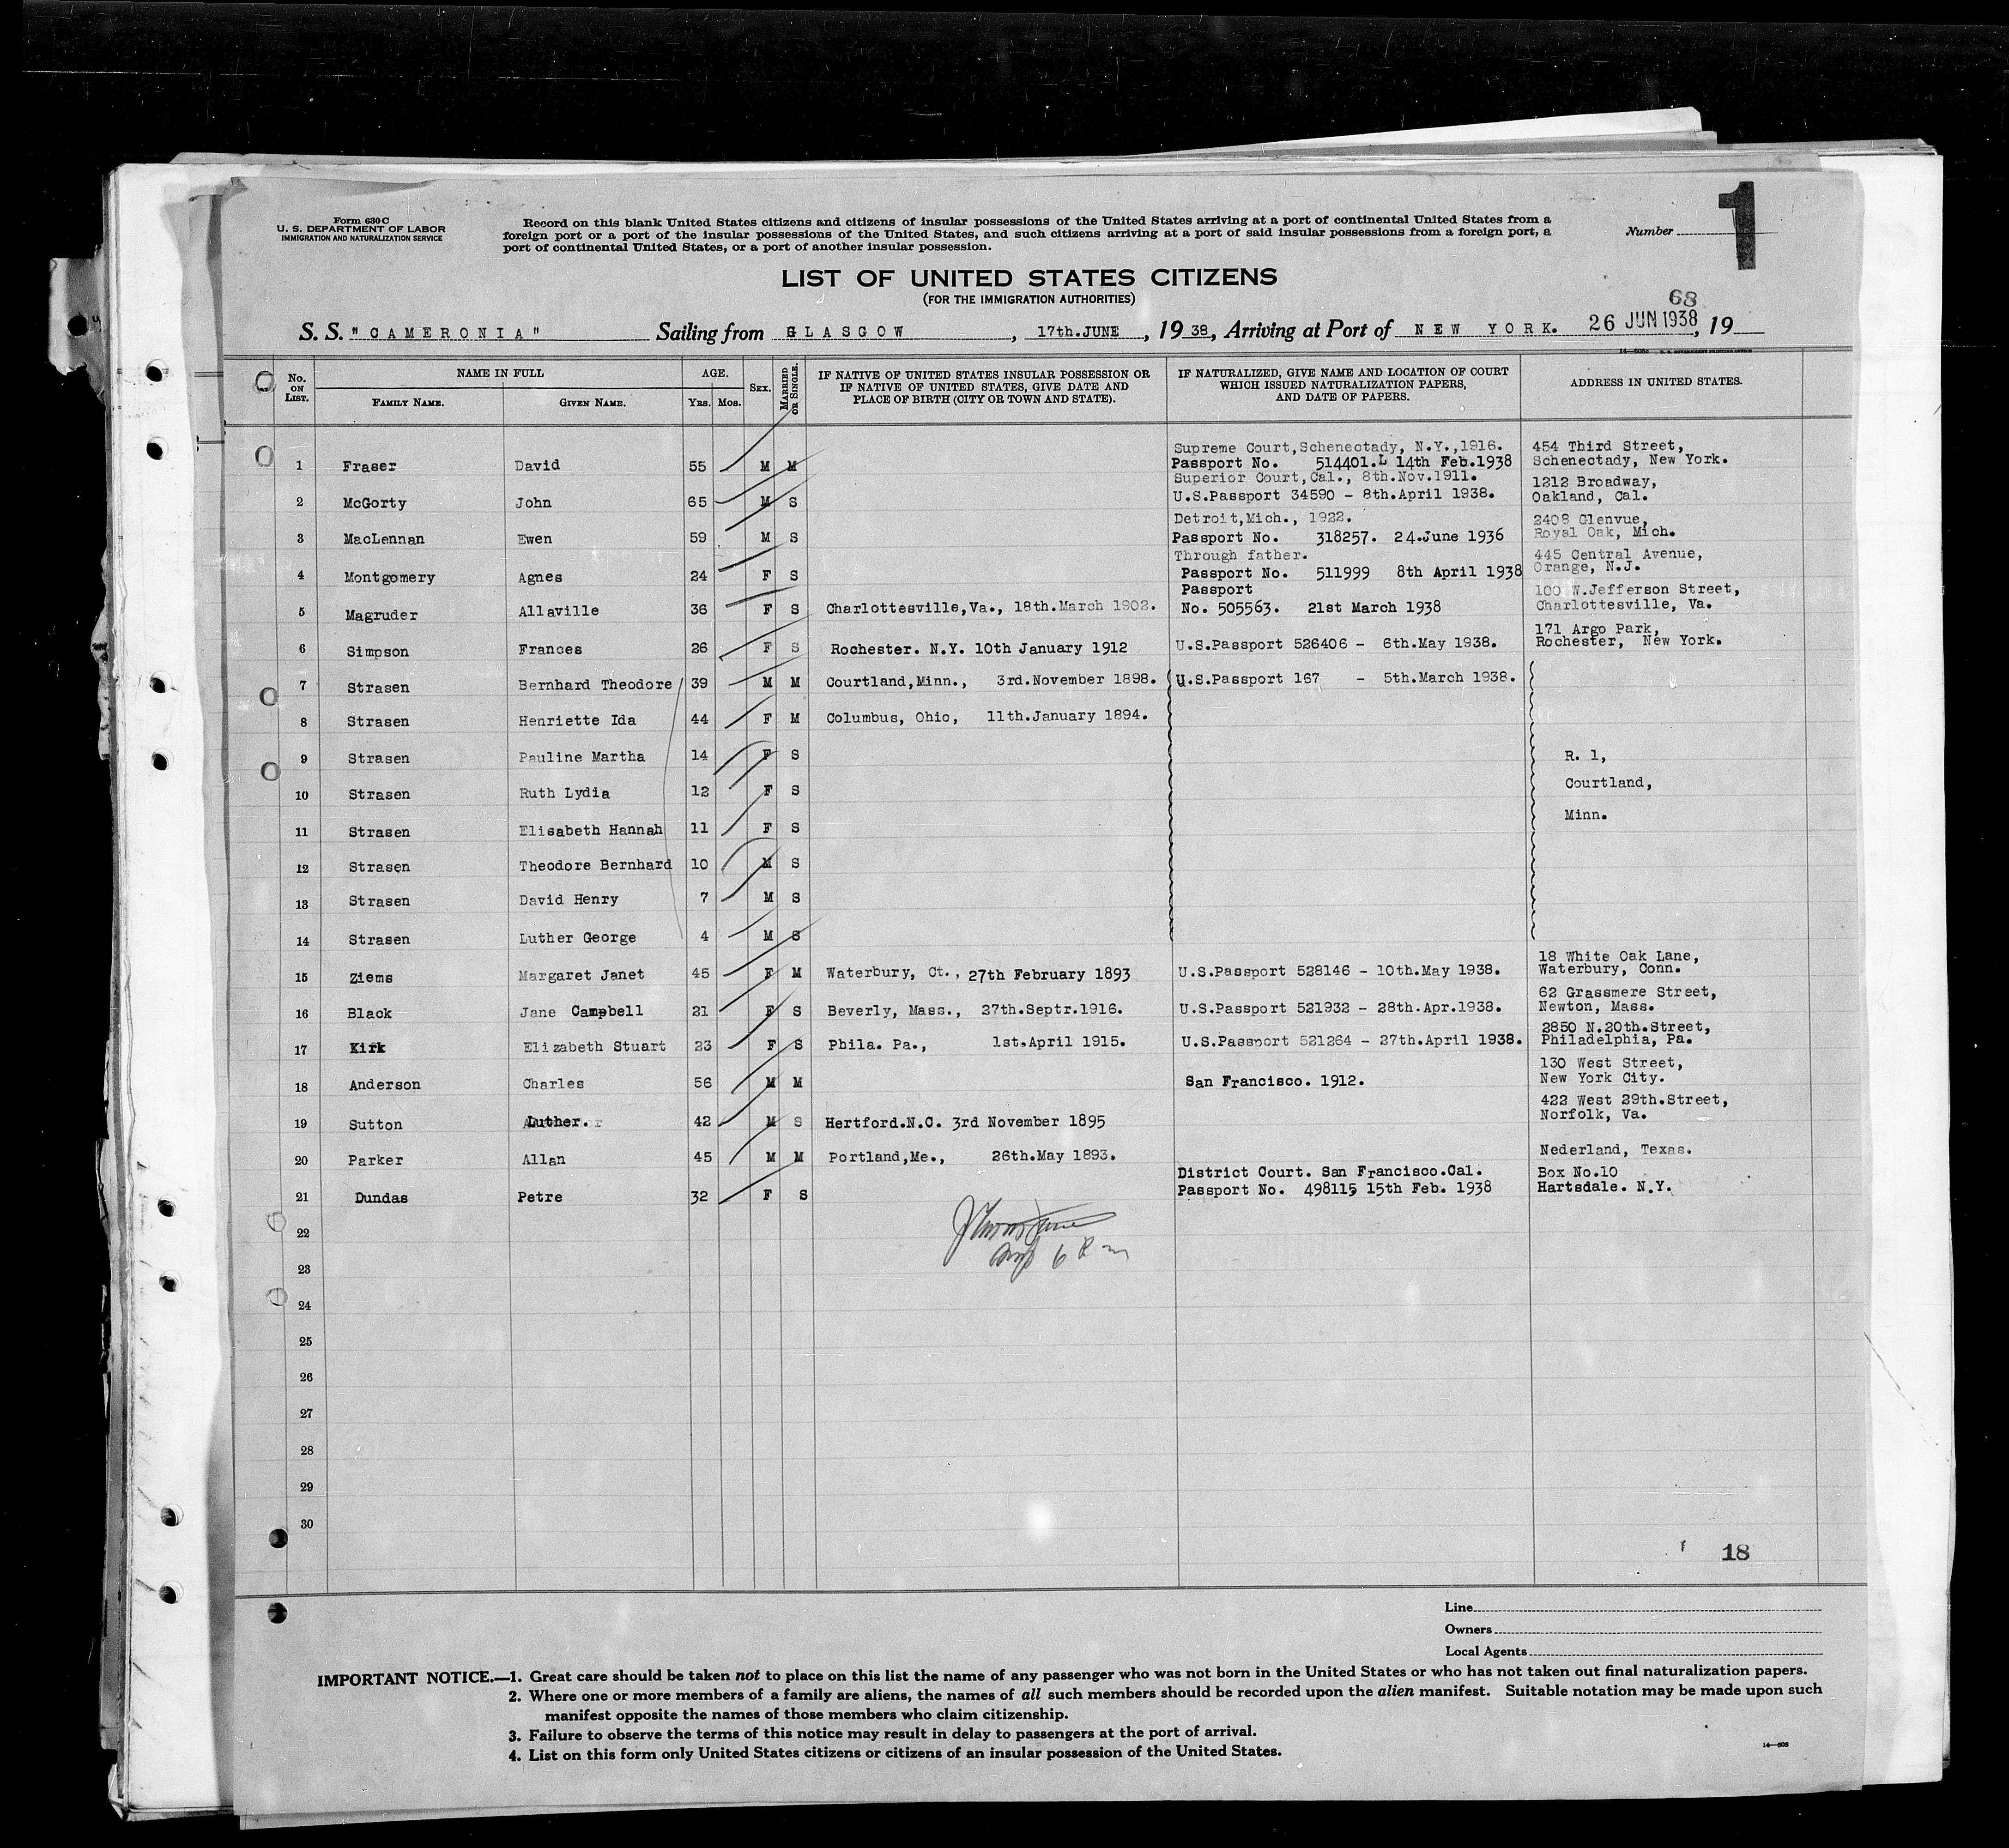 Form 630 C
U. S. DEPARTMENT OF LABOR
IMMIGRATION AND NATURALIZATION SERVICE
Record on this blank United States citizens and citizens of insular possessions of the United States arriving at a port of continental United States from a
foreign port or a port of the insular possessions of the United States, and such citizens arriving at a port of said insular possessions from a foreign port, a
port of continental United States, or a port of another insular possession.
Number 1
LIST OF UNITED STATES CITIZENS
(FOR THE IMMIGRATION AUTHORITIES)
68
S. S. "CAMERONIA" Sailing from GLASGOW, 17th.JUNE, 1938, Arriving at Port of NEW YORK. 26 JUN 1938, 19
No. ON LIST. NAME IN FULL FAMILY NAME. GIVEN NAME. AGE. YRS. MOS. SEX. MARRIED OR SINGLE. IF NATIVE OF UNITED STATES INSULAR POSSESSION OR IF NATIVE OF UNITED STATES, GIVE DATE AND PLACE OF BIRTH (CITY OR TOWN AND STATE). IF NATURALIZED, GIVE NAME AND LOCATION OF COURT WHICH ISSUED NATURALIZATION PAPERS, AND DATE OF PAPERS. ADDRESS IN UNITED STATES.
Supreme Court,Schenectady, N.Y.,1916. 454 Third Street,
1 Fraser David 55 M M Passport No. 514401.L 14th Feb.1938 Schenectady, New York.
Superior Court,Cal., 8th.Nov.1911. 1212 Broadway,
2 McGorty John 65 M S U.S.Passport 34590 - 8th.April 1938. Oakland, Cal.
Detroit,Mich., 1922. 2408 Glenvue,
3 MacLennan Ewen 59 M S Passport No. 318257. 24.June 1936 Royal Oak, Mich.
Through father. 445 Central Avenue,
4 Montgomery Agnes 24 F S Passport No. 511999 8th April 1938 Orange, N.J.
Passport 100 W.Jefferson Street,
5 Magruder Allaville 36 F S Charlottesville,Va., 18th.March 1902. No. 505563. 21st March 1938 Charlottesville, Va.
171 Argo Park,
6 Simpson Frances 26 F S Rochester. N.Y. 10th January 1912 U.S.Passport 526406 - 6th.May 1938. Rochester, New York.
7 Strasen Bernhard Theodore 39 M M Courtland,Minn., 3rd.November 1898. U.S.Passport 167 - 5th.March 1938.
8 Strasen Henriette Ida 44 F M Columbus, Ohio, 11th.January 1894.
9 Strasen Pauline Martha 14 F S R. 1,
10 Strasen Ruth Lydia 12 F S Courtland,
11 Strasen Elisabeth Hannah 11 F S Minn.
12 Strasen Theodore Bernhard 10 M S
13 Strasen David Henry 7 M S
14 Strasen Luther George 4 M S
18 White Oak Lane,
15 Ziems Margaret Janet 45 F M Waterbury, Ct., 27th February 1893 U.S.Passport 528146 - 10th.May 1938. Waterbury, Conn.
62 Grassmere Street,
16 Black Jane Campbell 21 F S Beverly, Mass., 27th.Septr.1916. U.S.Passport 521932 - 28th.Apr.1938. Newton, Mass.
2850 N.20th.Street,
17 Kirk Elizabeth Stuart 23 F S Phila. Pa., 1st.April 1915. U.S.Passport 521264 - 27th.April 1938. Philadelphia, Pa.
130 West Street,
18 Anderson Charles 56 M M San Francisco. 1912. New York City.
422 West 29th.Street,
19 Sutton Luther. 42 M S Hertford.N.C. 3rd November 1895 Norfolk, Va.
20 Parker Allan 45 M M Portland,Me., 26th.May 1893. Nederland, Texas.
District Court. San Francisco.Cal. Box No.10
21 Dundas Petre 32 F S Passport No. 498115 15th Feb. 1938 Hartsdale. N.Y.
22
23
24
25
26
27
28
29
30
18
Line
Owners
Local Agents
IMPORTANT NOTICE.—1. Great care should be taken not to place on this list the name of any passenger who was not born in the United States or who has not taken out final naturalization papers.
2. Where one or more members of a family are aliens, the names of all such members should be recorded upon the alien manifest. Suitable notation may be made upon such
manifest opposite the names of those members who claim citizenship.
3. Failure to observe the terms of this notice may result in delay to passengers at the port of arrival.
4. List on this form only United States citizens or citizens of an insular possession of the United States.